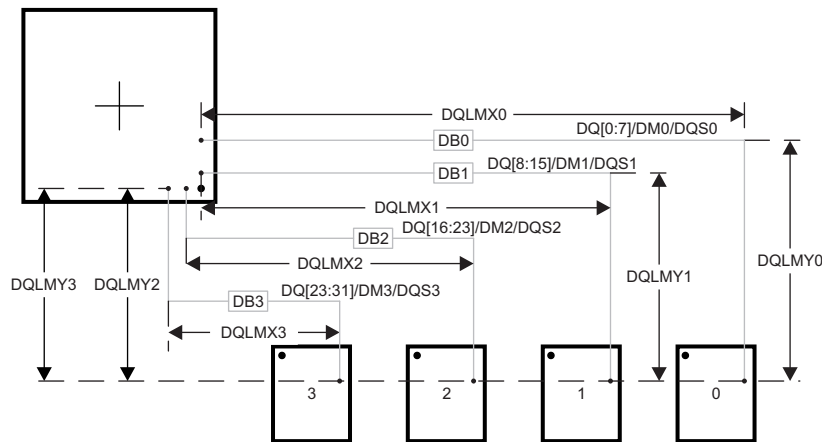 DQLMX0
DQ[0:7]/DM0/DQS0
DB0
DB1
DQ[8:15]/DM1/DQS1
DQLMX1
DQ[16:23]/DM2/DQS2
DB2
DQLMX2
DQLMY3
DQLMY2
DQLMY1
DQLMY0
DB3
DQ[23:31]/DM3/DQS3
DQLMX3
3
2
1
0